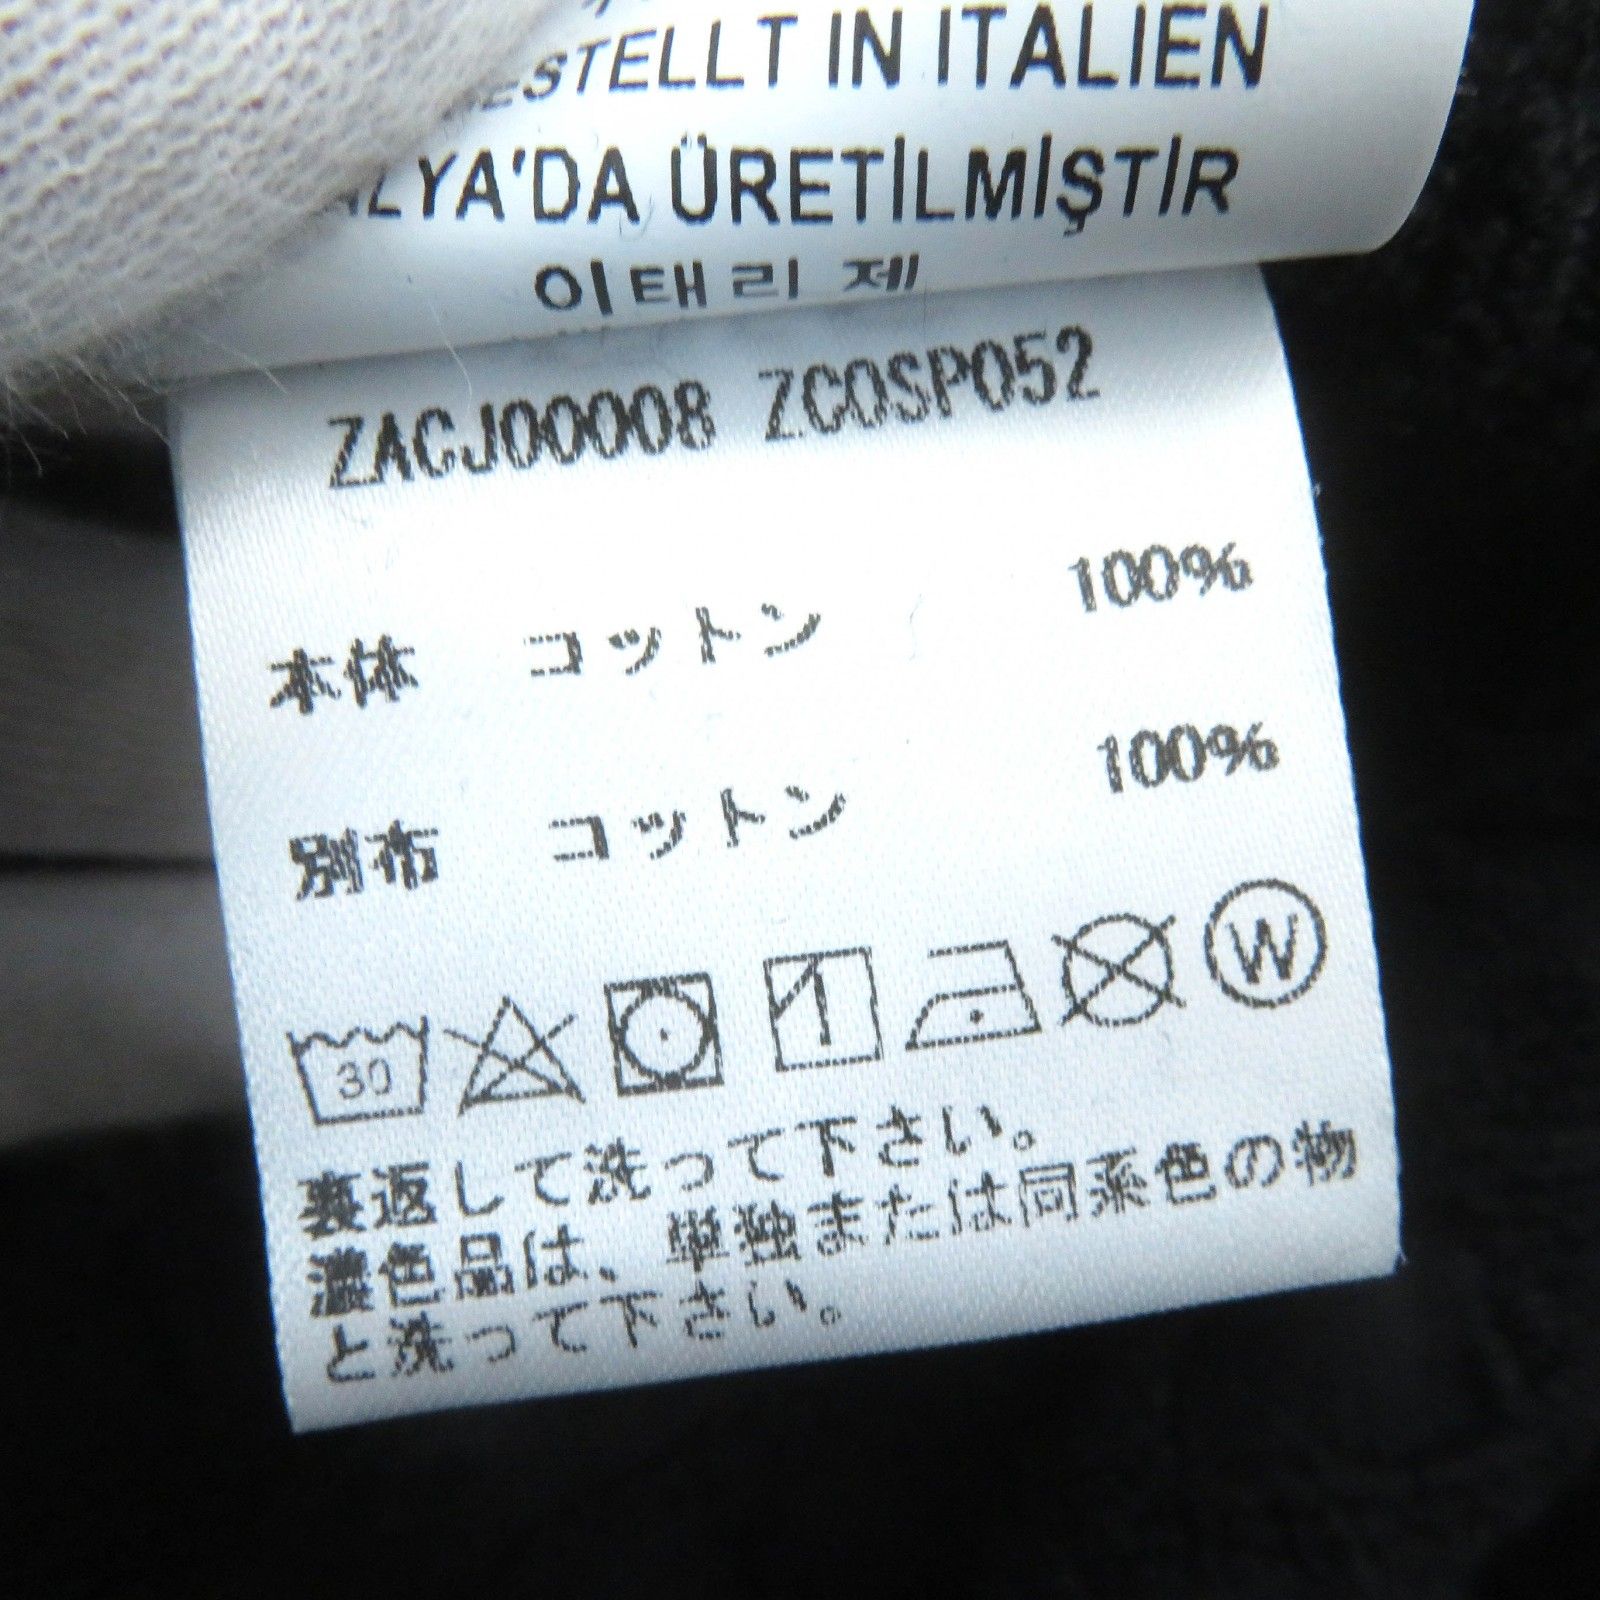 ESTELLT IN ITALIEN
ALYA'DA ÜRETİLMİŞTİR
이태리 제
ZACJ00008 ZCOSP052
本体 コットン 100%
別布 コットン 100%
30 W
裏返して洗って下さい。
濃色品は、単独または同系色の物
と洗って下さい。